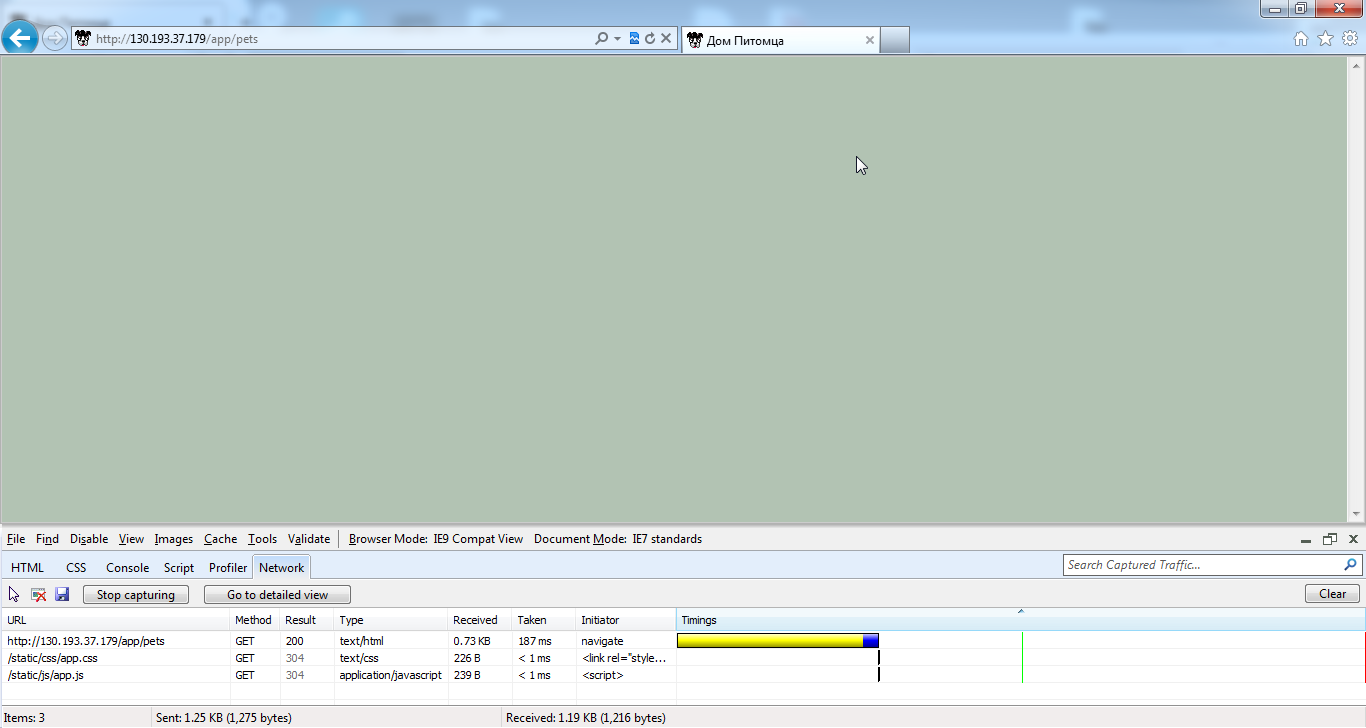 http://130.193.37.179/app/pets
Дом Питомца
File Find Disable View Images Cache Tools Validate Browser Mode: IE9 Compat View Document Mode: IE7 standards
HTML CSS Console Script Profiler Network Search Captured Traffic...
Stop capturing Go to detailed view Clear
URL Method Result Type Received Taken Initiator Timings
http://130.193.37.179/app/pets GET 200 text/html 0.73 KB 187 ms navigate
/static/css/app.css GET 304 text/css 226 B < 1 ms <link rel="style...
/static/js/app.js GET 304 application/javascript 239 B < 1 ms <script>
Items: 3 Sent: 1.25 KB (1,275 bytes) Received: 1.19 KB (1,216 bytes)